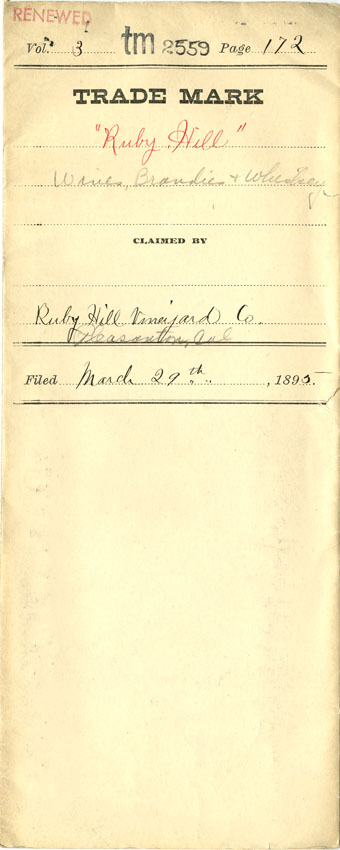 RENEWED
Vol. 3 tm 2559 Page 172
TRADE MARK
"Ruby Hill"
Wines, Brandies + Whiskey
CLAIMED BY
Ruby Hill Vineyard Co.
Pleasanton, Cal
Filed March 29th , 1895.